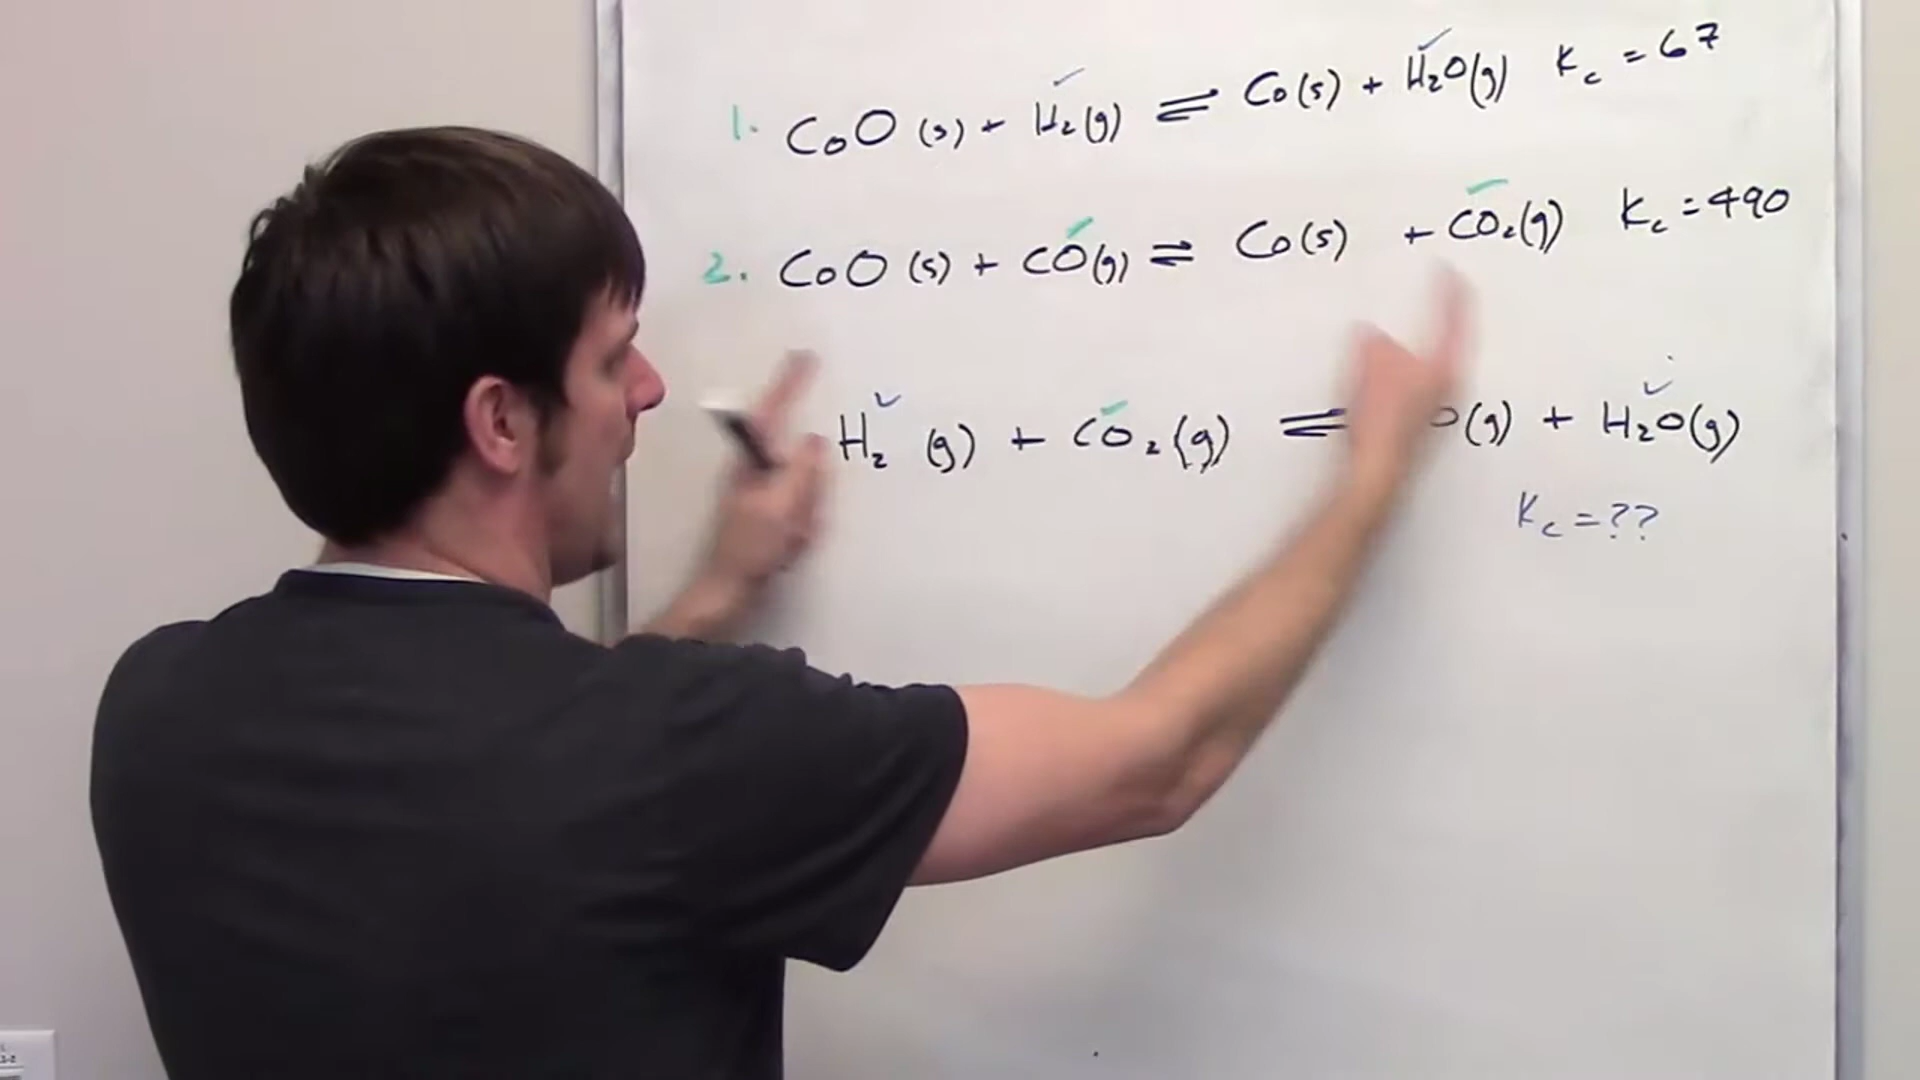 1. CoO (s) + H₂(g) ⇌ Co(s) + H₂O(g) Kc = 67
2. CoO (s) + CO(g) ⇌ Co(s) + CO₂(g) Kc = 490
H₂ (g) + CO₂(g) ⇌ O(g) + H₂O(g)
Kc = ??